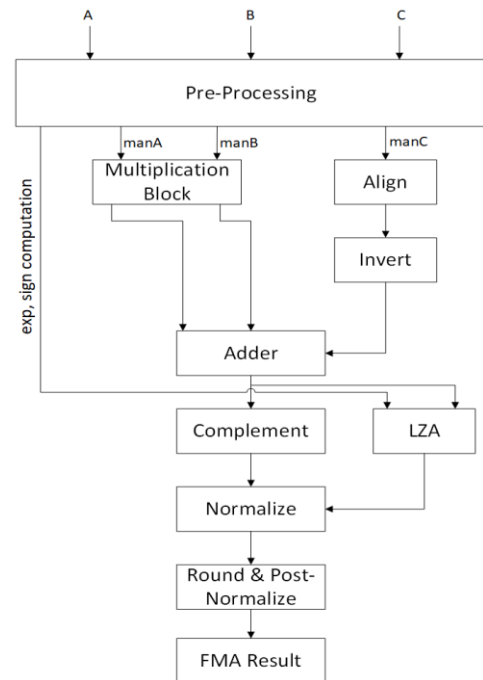 A
B
C
Pre-Processing
manA
manB
manC
Multiplication
Block
Align
exp, sign computation
Invert
Adder
Complement
LZA
Normalize
Round & Post-
Normalize
FMA Result